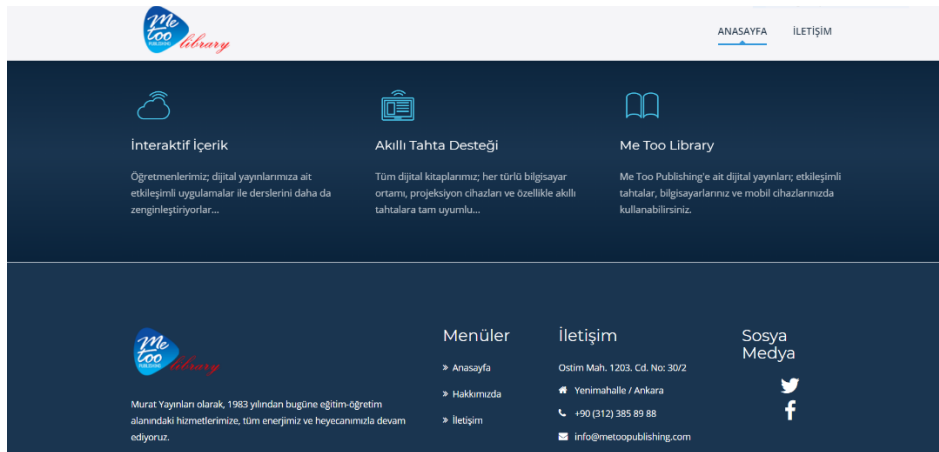 Me
too
PUBLISHING
library
ANASAYFA
İLETİŞİM
İnteraktif İçerik
Öğretmenlerimiz; dijital yayınlarımıza ait
etkileşimli uygulamalar ile derslerini daha da
zenginleştiriyorlar...
Akıllı Tahta Desteği
Tüm dijital kitaplarımız; her türlü bilgisayar
ortamı, projeksiyon cihazları ve özellikle akıllı
tahtalara tam uyumlu...
Me Too Library
Me Too Publishing'e ait dijital yayınları; etkileşimli
tahtalar, bilgisayarlarınız ve mobil cihazlarınızda
kullanabilirsiniz.
Me
too
PUBLISHING
library
Murat Yayınları olarak, 1983 yılından bugüne eğitim-öğretim
alanındaki hizmetlerimize, tüm enerjimiz ve heyecanımızla devam
ediyoruz.
Menüler
» Anasayfa
» Hakkımızda
» İletişim
İletişim
Ostim Mah. 1203. Cd. No: 30/2
Yenimahalle / Ankara
+90 (312) 385 89 88
info@metoopublishing.com
Sosya
Medya